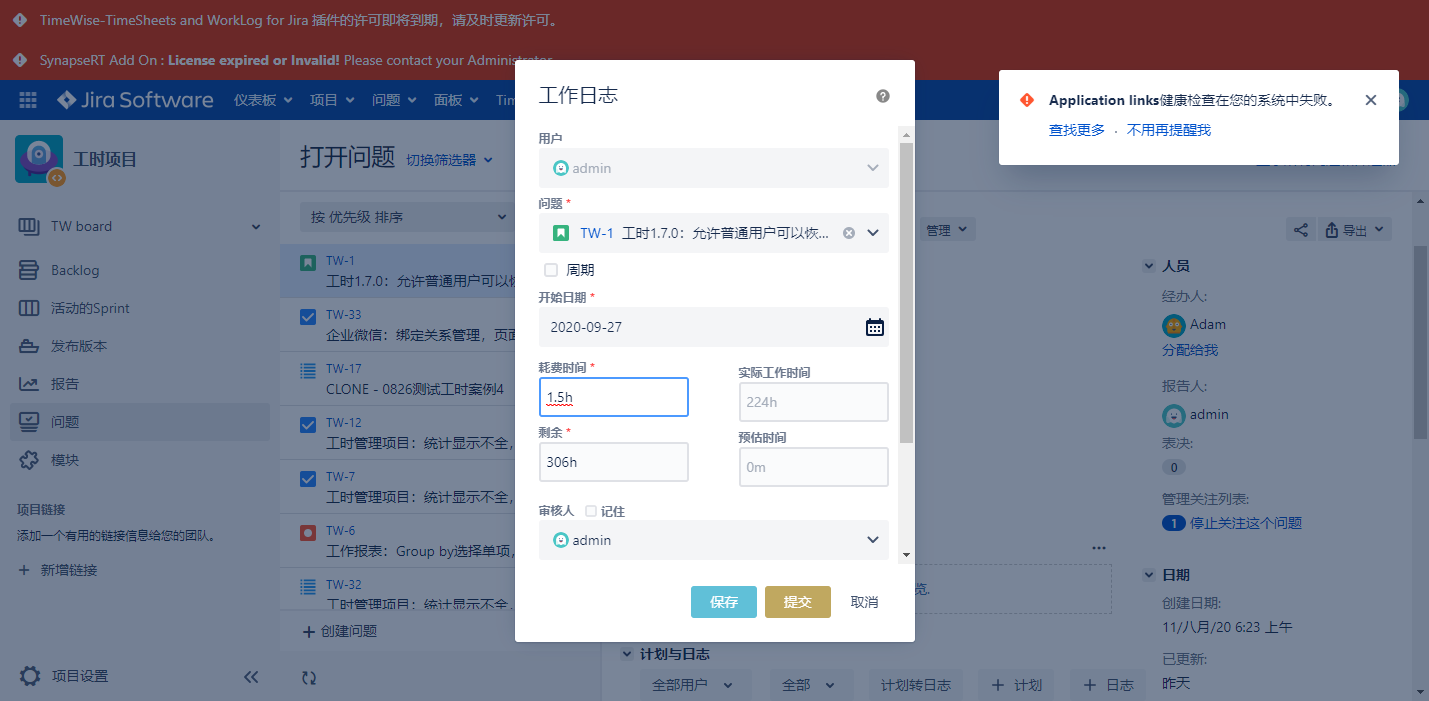 TimeWise-TimeSheets and WorkLog for Jira 插件的许可即将到期，请及时更新许可。
SynapseRT Add On : License expired or Invalid! Please contact your Administrator
Jira Software
仪表板
项目
问题
面板
Application links健康检查在您的系统中失败。
查找更多 · 不用再提醒我
工时项目
TW board
Backlog
活动的Sprint
发布版本
报告
问题
模块
项目链接
添加一个有用的链接信息给您的团队。
新增链接
项目设置
打开问题 切换筛选器
按 优先级 排序
TW-1
工时1.7.0：允许普通用户可以
TW-33
企业微信：绑定关系管理，页
TW-17
CLONE - 0826测试工时案例4
TW-12
工时管理项目：统计显示不全，
TW-7
工时管理项目：统计显示不全，
TW-6
工作报表：Group by选择单项，
TW-32
工时管理项目：统计显示不全，
创建问题
工作日志
用户
admin
问题 *
TW-1 工时1.7.0：允许普通用户可以恢...
周期
开始日期 *
2020-09-27
耗费时间 *
1.5h
实际工作时间
224h
剩余 *
306h
预估时间
0m
审核人 记住
admin
保存 提交 取消
管理
导出
人员
经办人:
Adam
分配给我
报告人:
admin
表决:
0
管理关注列表:
1 停止关注这个问题
览.
日期
创建日期:
11/八月/20 6:23 上午
已更新:
昨天
计划与日志
全部用户
全部
计划转日志
计划
日志